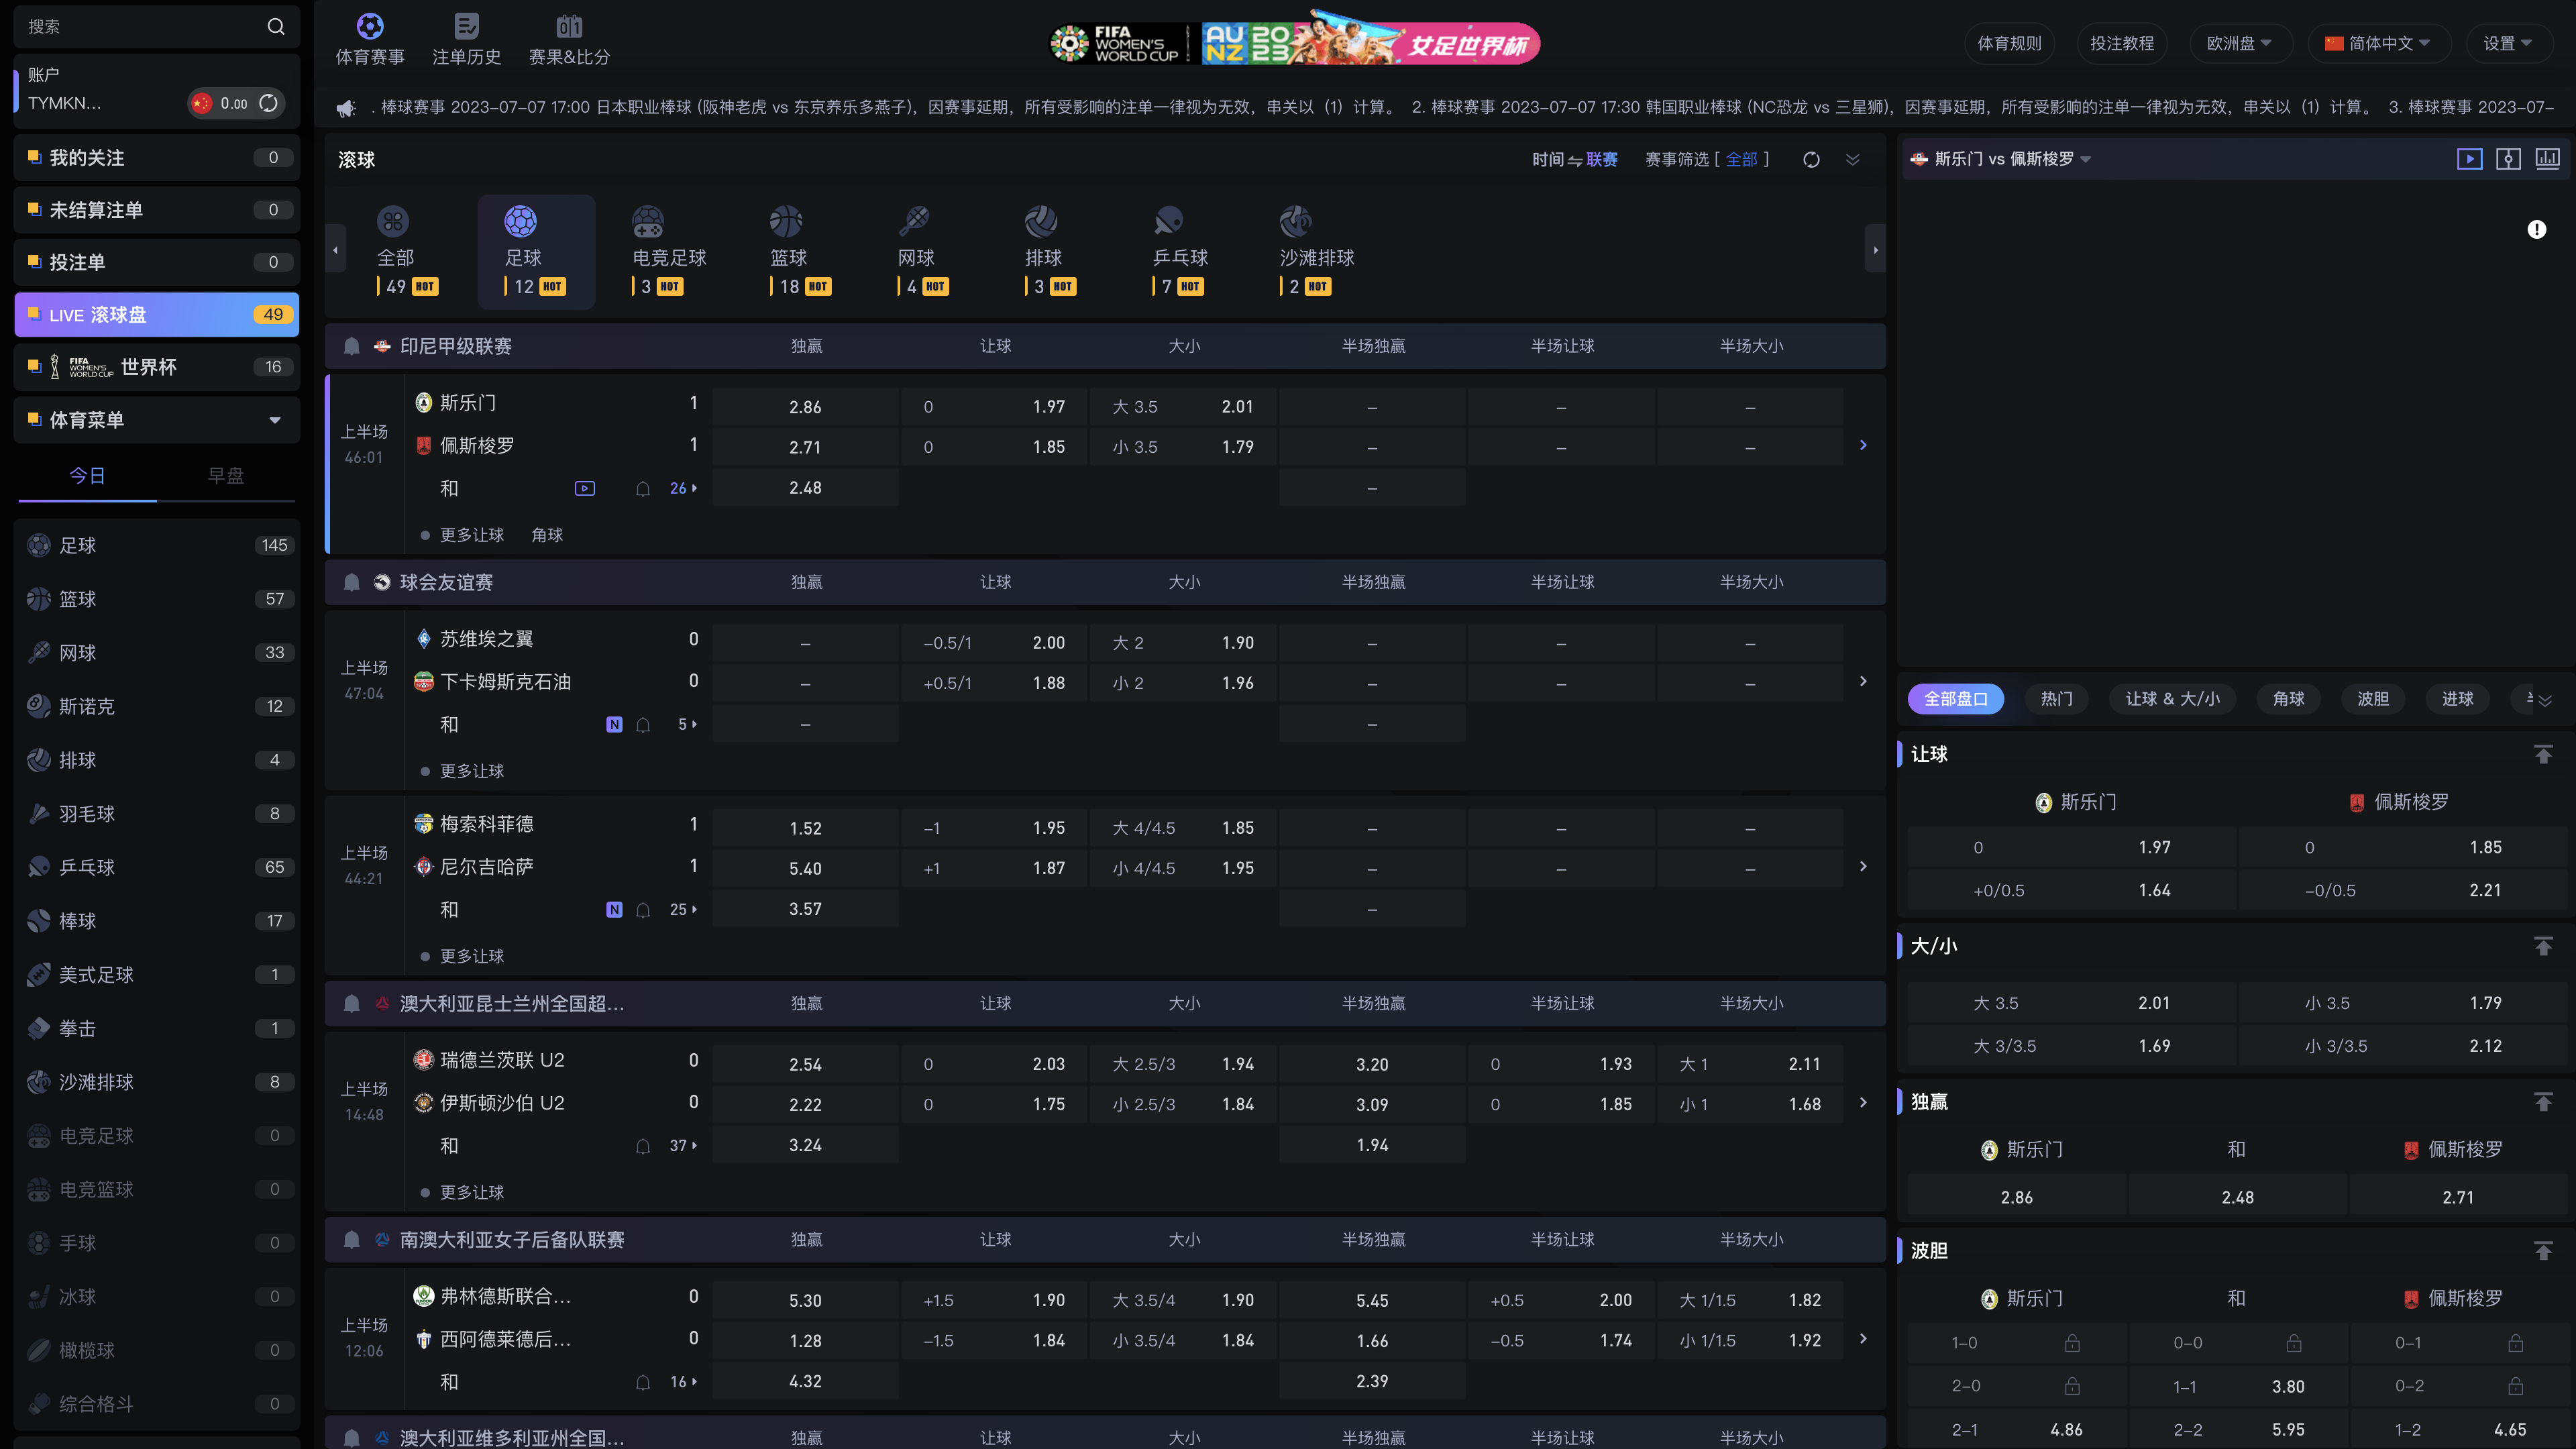 搜索
账户
TYMKN...
0.00
我的关注 0
未结算注单 0
投注单 0
LIVE 滚球盘 49
FIFA WOMEN'S WORLD CUP 世界杯 16
体育菜单
今日 早盘
足球 145
篮球 57
网球 33
斯诺克 12
排球 4
羽毛球 8
乒乓球 65
棒球 17
美式足球 1
拳击 1
沙滩排球 8
电竞足球 0
电竞篮球 0
手球 0
冰球 0
橄榄球 0
综合格斗 0
体育赛事 注单历史 赛果&比分
FIFA WOMEN'S WORLD CUP AU NZ 2023 女足世界杯
体育规则 投注教程 欧洲盘 简体中文 设置
. 棒球赛事 2023-07-07 17:00 日本职业棒球 (阪神老虎 vs 东京养乐多燕子)，因赛事延期，所有受影响的注单一律视为无效，串关以（1）计算。 2. 棒球赛事 2023-07-07 17:30 韩国职业棒球 (NC恐龙 vs 三星狮)，因赛事延期，所有受影响的注单一律视为无效，串关以（1）计算。 3. 棒球赛事 2023-07-
滚球 时间 联赛 赛事筛选 [ 全部 ]
全部 足球 电竞足球 篮球 网球 排球 乒乓球 沙滩排球
49 HOT 12 HOT 3 HOT 18 HOT 4 HOT 3 HOT 7 HOT 2 HOT
印尼甲级联赛 独赢 让球 大小 半场独赢 半场让球 半场大小
上半场
46:01
斯乐门 1 2.86 0 1.97 大 3.5 2.01 – – –
佩斯梭罗 1 2.71 0 1.85 小 3.5 1.79 – – –
和 26 2.48 –
更多让球 角球
球会友谊赛 独赢 让球 大小 半场独赢 半场让球 半场大小
上半场
47:04
苏维埃之翼 0 – –0.5/1 2.00 大 2 1.90 – – –
下卡姆斯克石油 0 – +0.5/1 1.88 小 2 1.96 – – –
和 N 5 – –
更多让球
上半场
44:21
梅索科菲德 1 1.52 –1 1.95 大 4/4.5 1.85 – – –
尼尔吉哈萨 1 5.40 +1 1.87 小 4/4.5 1.95 – – –
和 N 25 3.57 –
更多让球
澳大利亚昆士兰州全国超... 独赢 让球 大小 半场独赢 半场让球 半场大小
上半场
14:48
瑞德兰茨联 U2 0 2.54 0 2.03 大 2.5/3 1.94 3.20 0 1.93 大 1 2.11
伊斯顿沙伯 U2 0 2.22 0 1.75 小 2.5/3 1.84 3.09 0 1.85 小 1 1.68
和 37 3.24 1.94
更多让球
南澳大利亚女子后备队联赛 独赢 让球 大小 半场独赢 半场让球 半场大小
上半场
12:06
弗林德斯联合... 0 5.30 +1.5 1.90 大 3.5/4 1.90 5.45 +0.5 2.00 大 1/1.5 1.82
西阿德莱德后... 0 1.28 –1.5 1.84 小 3.5/4 1.84 1.66 –0.5 1.74 小 1/1.5 1.92
和 16 4.32 2.39
澳大利亚维多利亚州全国... 独赢 让球 大小 半场独赢 半场让球 半场大小
斯乐门 vs 佩斯梭罗
全部盘口 热门 让球 & 大/小 角球 波胆 进球
让球
斯乐门 佩斯梭罗
0 1.97 0 1.85
+0/0.5 1.64 –0/0.5 2.21
大/小
大 3.5 2.01 小 3.5 1.79
大 3/3.5 1.69 小 3/3.5 2.12
独赢
斯乐门 和 佩斯梭罗
2.86 2.48 2.71
波胆
斯乐门 和 佩斯梭罗
1–0 0–0 0–1
2–0 1–1 3.80 0–2
2–1 4.86 2–2 5.95 1–2 4.65